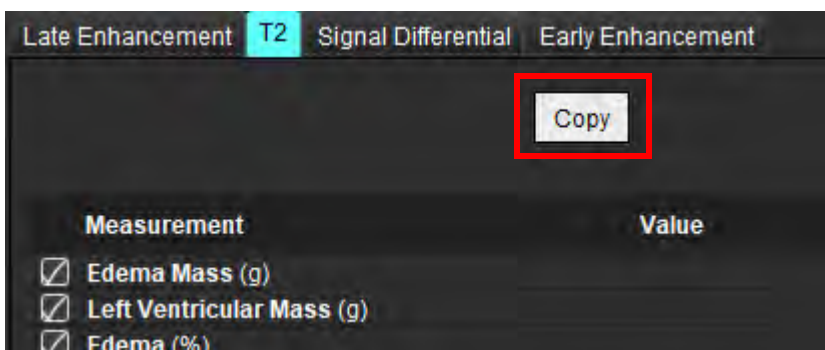 Late Enhancement T2 Signal Differential Early Enhancement
Copy
Measurement Value
Edema Mass (g)
Left Ventricular Mass (g)
Edema (%)